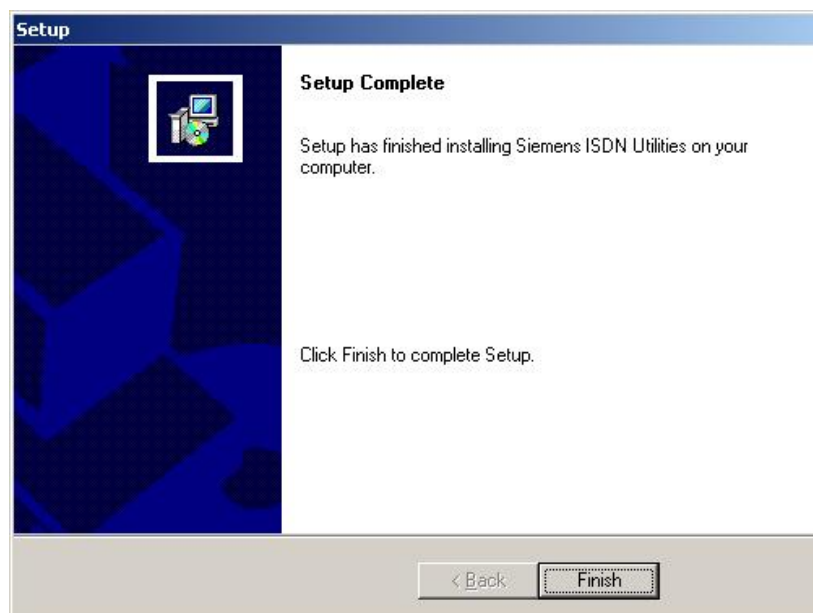 Setup
Setup Complete
Setup has finished installing Siemens ISDN Utilities on your
computer.
Click Finish to complete Setup.
< Back
Finish